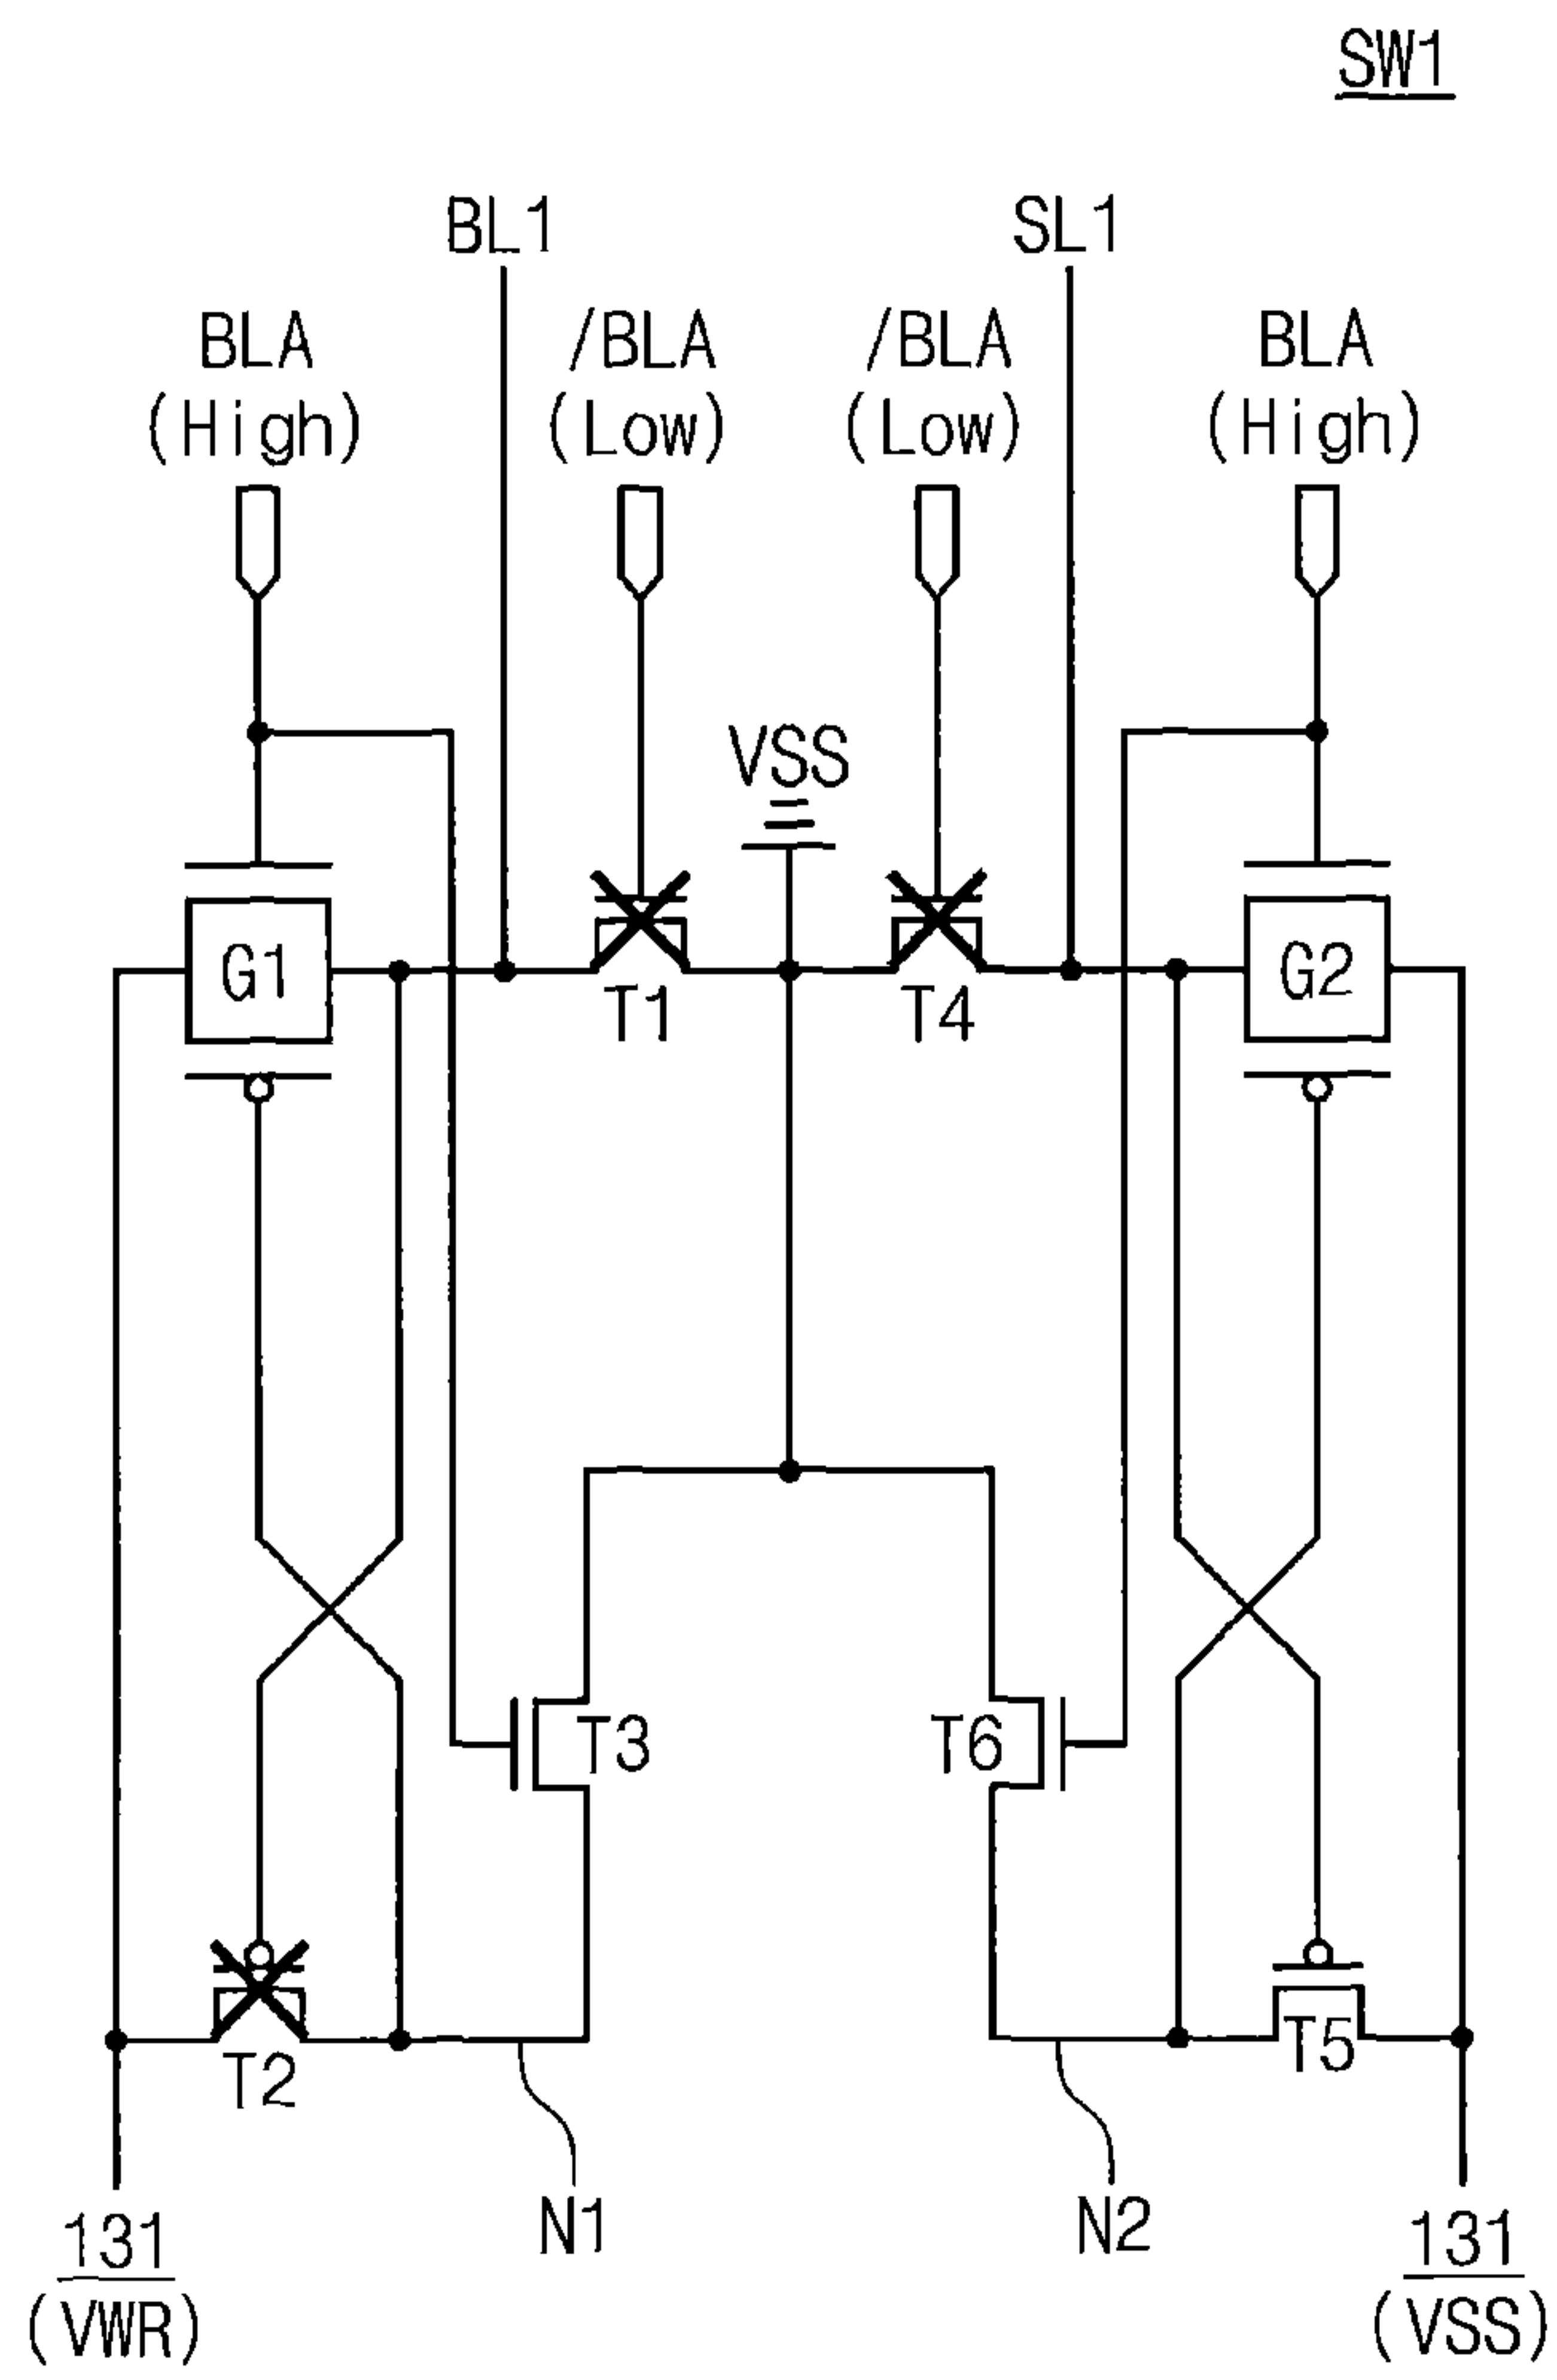 SW1
BL1
SL1
BLA
(High)
/BLA
(Low)
/BLA
(Low)
BLA
(High)
VSS
G1
T1
T4
G2
T3
T6
T2
T5
N1
N2
131
(VWR)
131
(VSS)